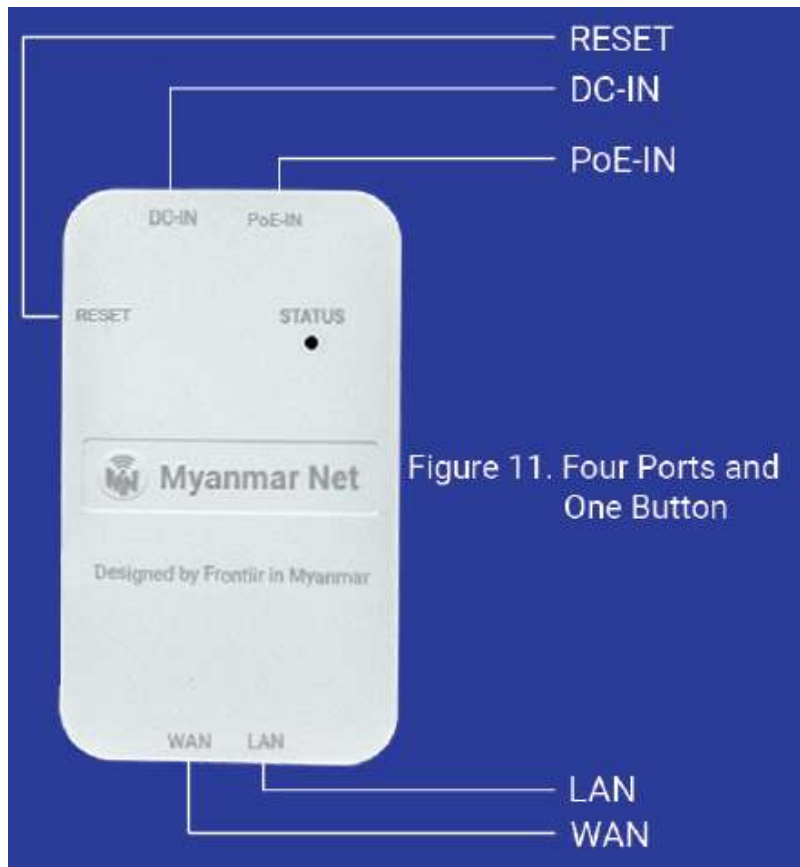 RESET
DC-IN
PoE-IN
DC-IN PoE-IN
RESET STATUS
Myanmar Net
Figure 11. Four Ports and
One Button
Designed by Frontiir in Myanmar
WAN LAN
LAN
WAN